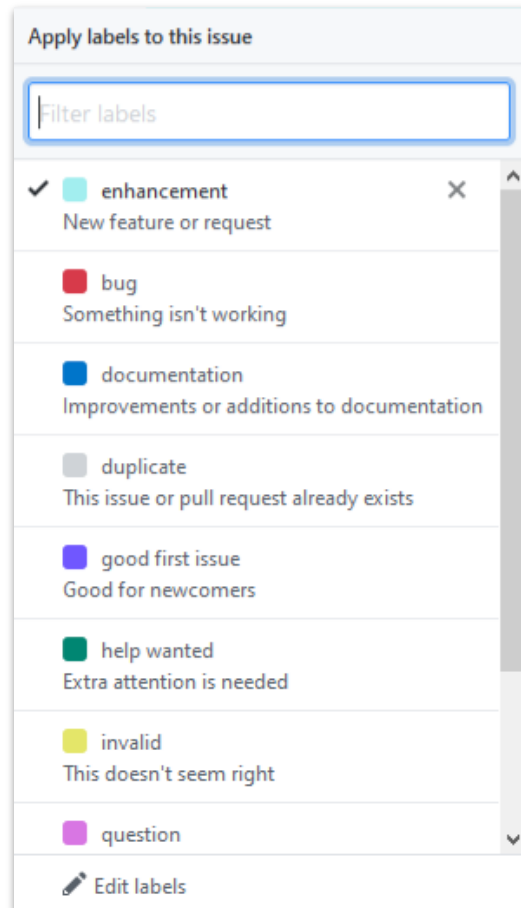 Apply labels to this issue
Filter labels
enhancement
New feature or request
bug
Something isn't working
documentation
Improvements or additions to documentation
duplicate
This issue or pull request already exists
good first issue
Good for newcomers
help wanted
Extra attention is needed
invalid
This doesn't seem right
question
Edit labels